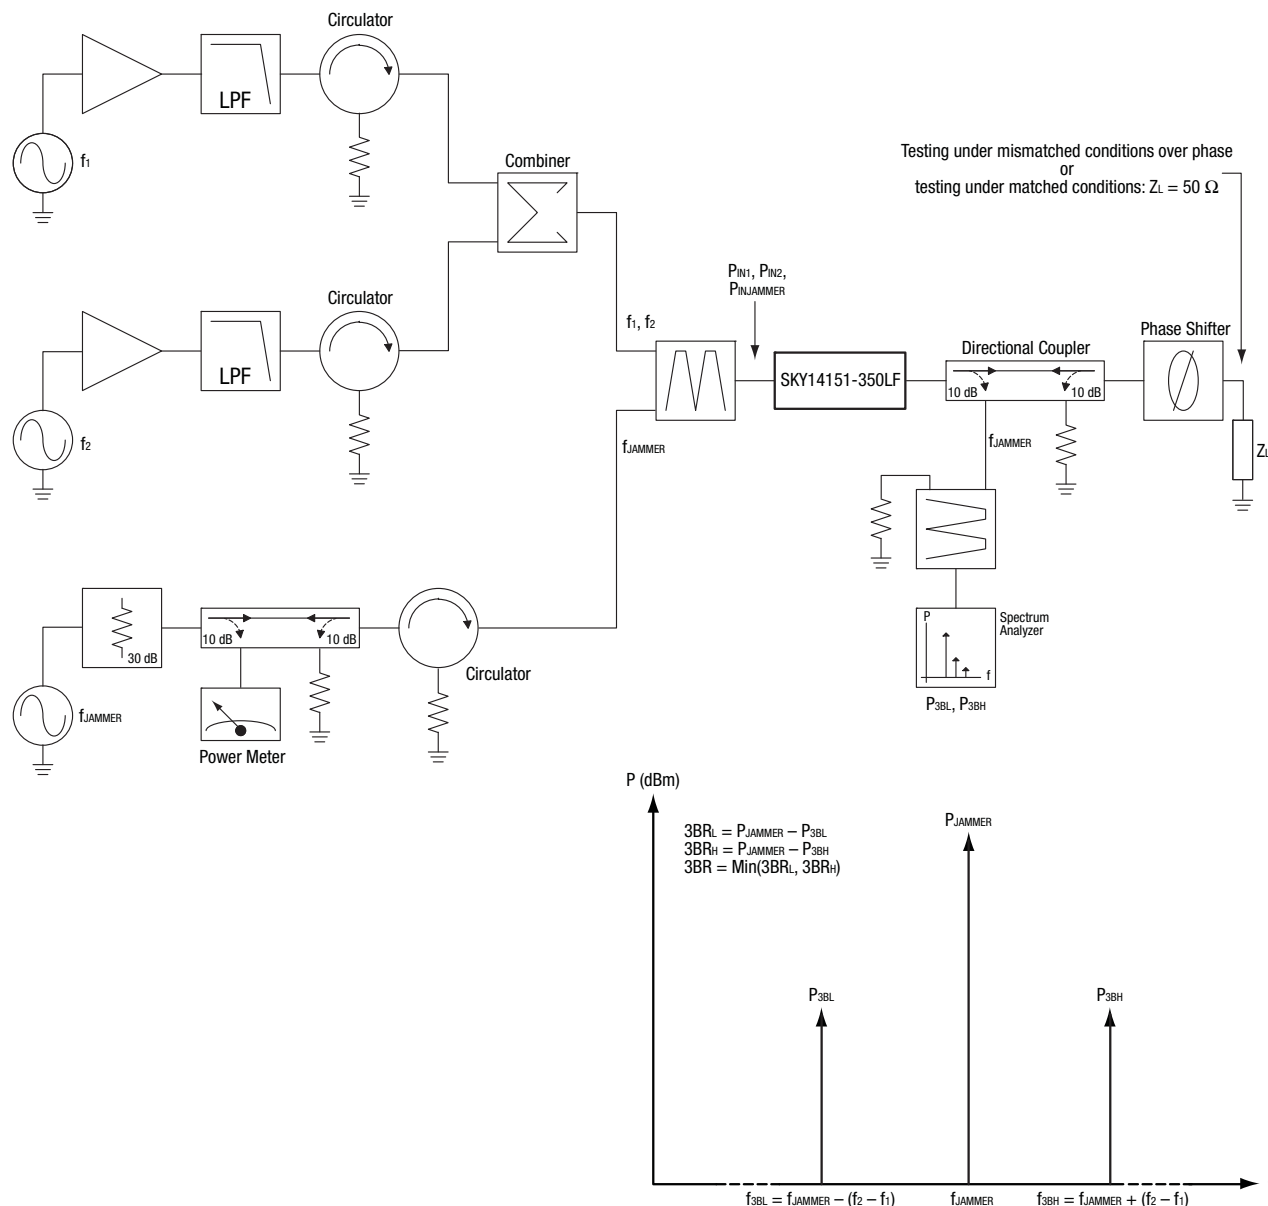 Circulator
LPF
f1
Combiner
Testing under mismatched conditions over phase
or
testing under matched conditions: ZL = 50 Ω
Circulator
LPF
f2
f1, f2
PIN1, PIN2,
PINJAMMER
SKY14151-350LF
Directional Coupler
10 dB
10 dB
Phase Shifter
ZL
fJAMMER
fJAMMER
30 dB
10 dB
10 dB
Circulator
fJAMMER
Power Meter
P
f
Spectrum
Analyzer
P3BL, P3BH
P (dBm)
3BRL = PJAMMER – P3BL
3BRH = PJAMMER – P3BH
3BR = Min(3BRL, 3BRH)
PJAMMER
P3BL
P3BH
f3BL = fJAMMER – (f2 – f1)
fJAMMER
f3BH = fJAMMER + (f2 – f1)